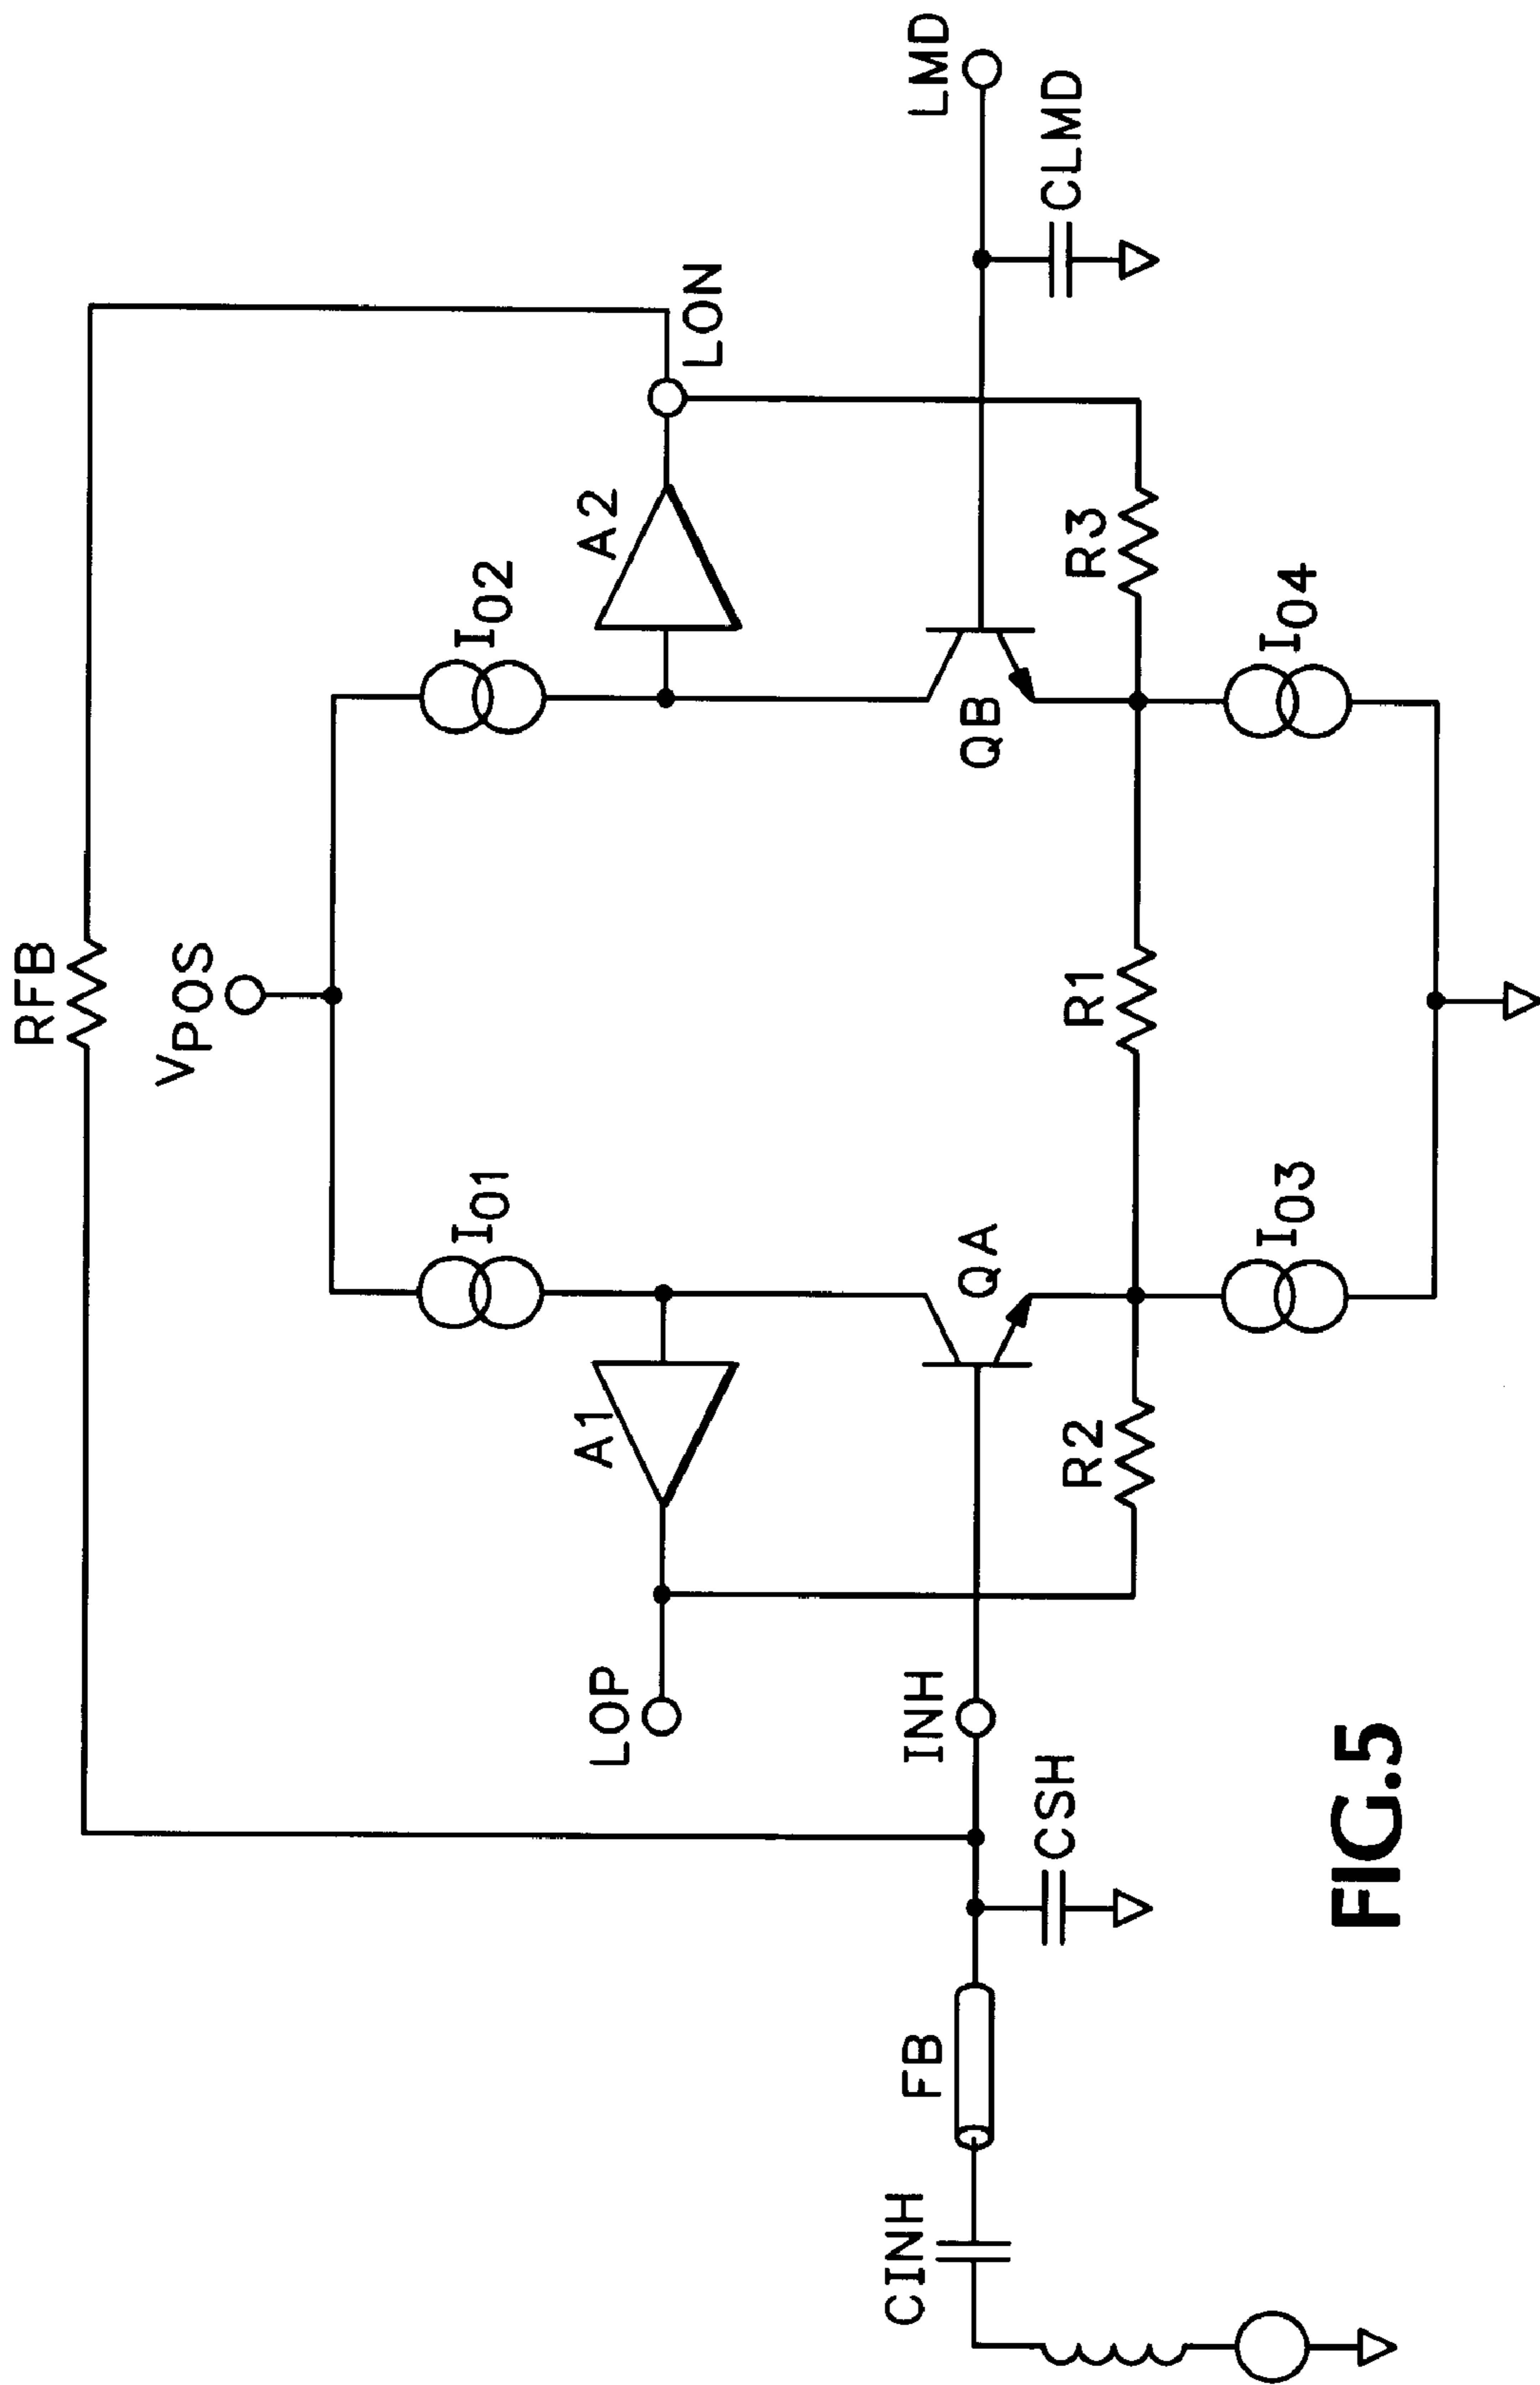 RFB
VPOS
I01
I02
A1
A2
LOP
LON
INH
QA
QB
LMD
CINH
FB
CSH
R2
R1
R3
CLMD
I03
I04
FIG.5